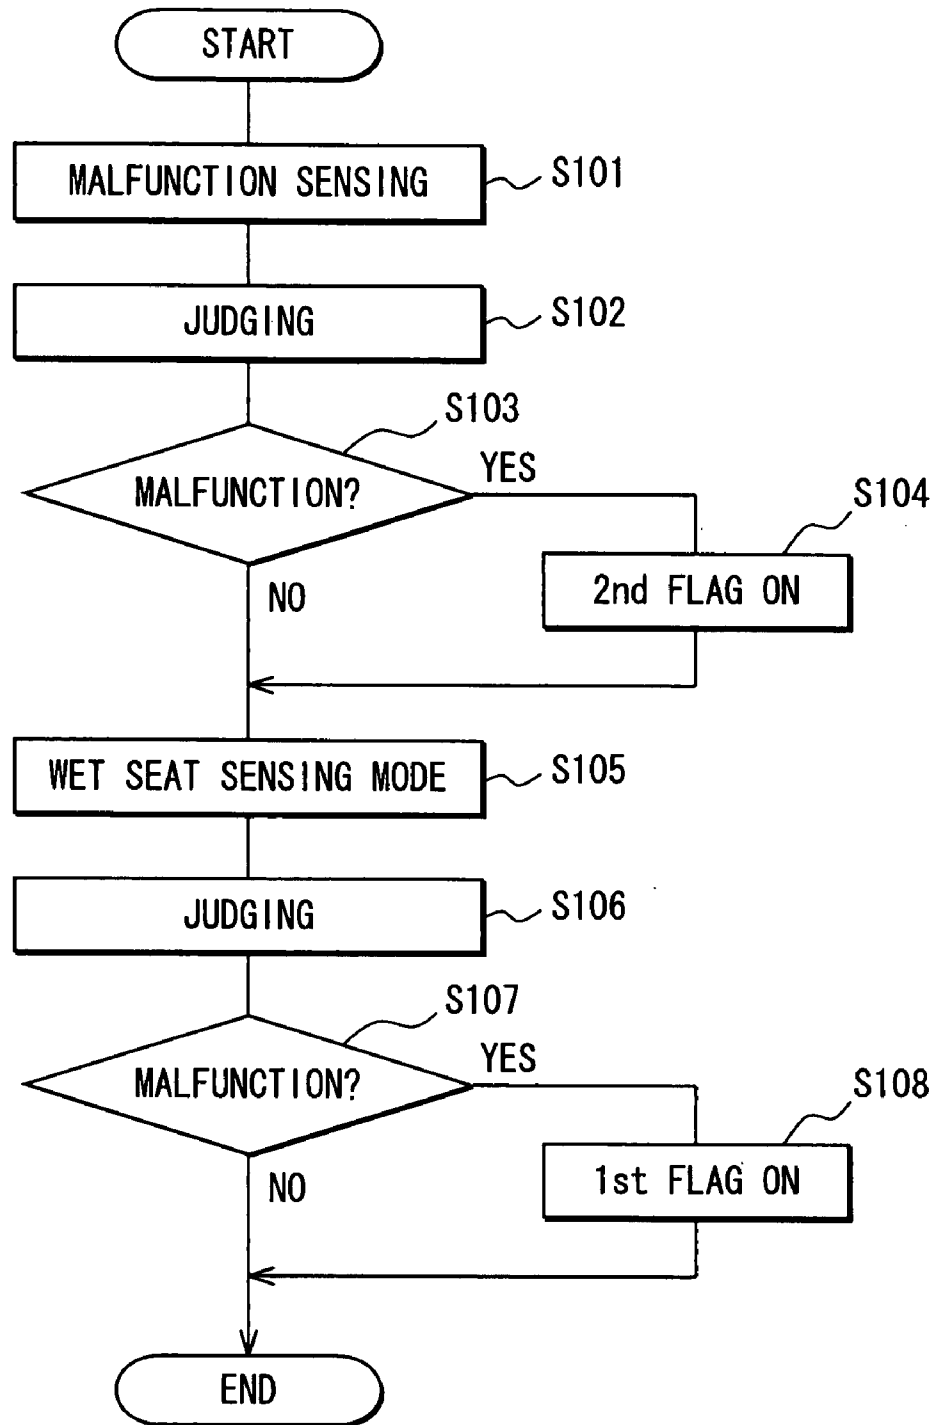 START
MALFUNCTION SENSING
S101
JUDGING
S102
S103
MALFUNCTION?
YES
S104
2nd FLAG ON
NO
WET SEAT SENSING MODE
S105
JUDGING
S106
S107
MALFUNCTION?
YES
S108
1st FLAG ON
NO
END